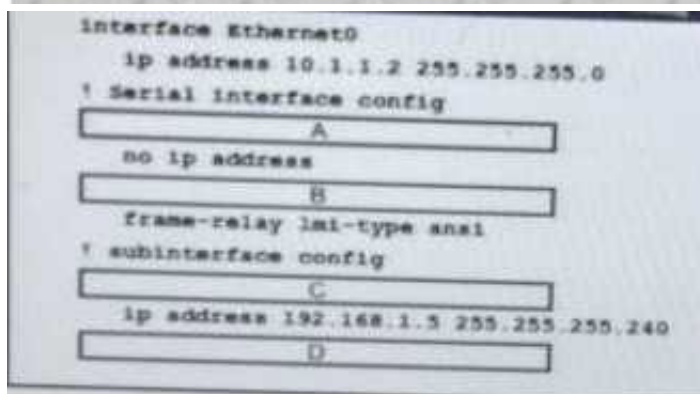 interface Ethernet0
ip address 10.1.1.2 255.255.255.0
! Serial interface config
A
no ip address
B
frame-relay lmi-type ansi
! subinterface config
C
ip address 192.168.1.5 255.255.255.240
D